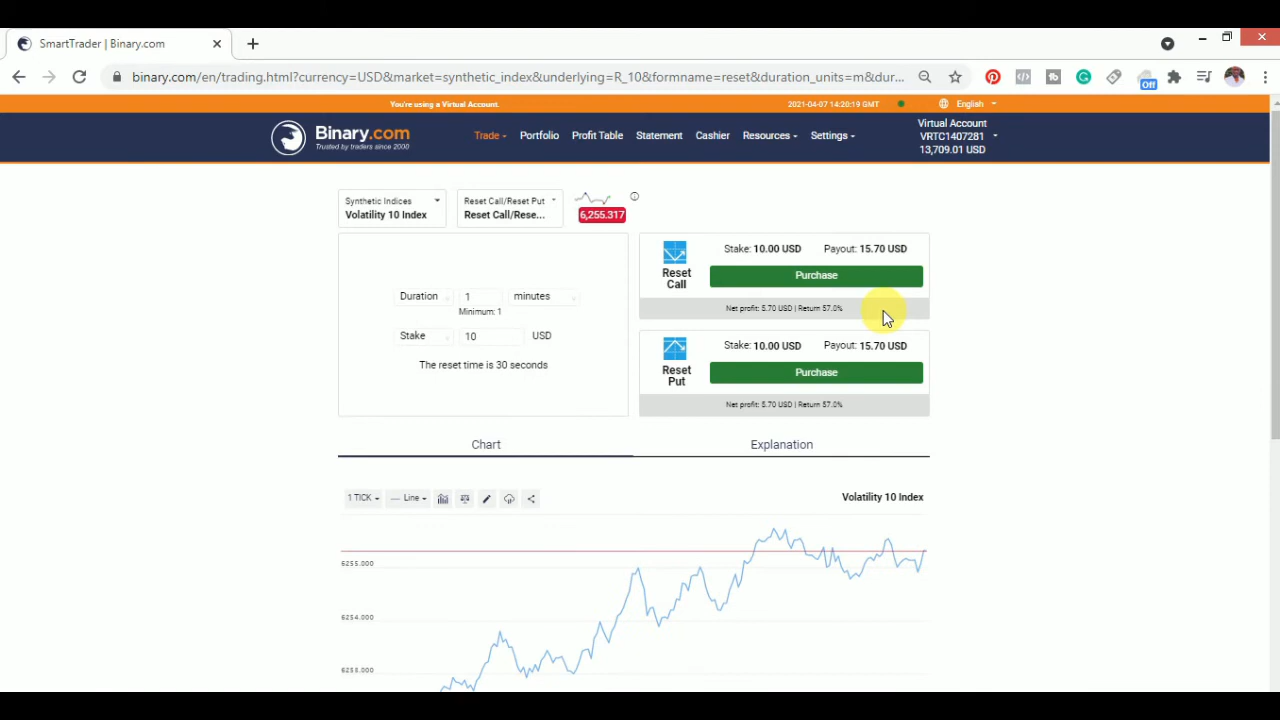 SmartTrader | Binary.com
binary.com/en/trading.html?currency=USD&market=synthetic_index&underlying=R_10&formname=reset&duration_units=m&dur...
Off
You're using a Virtual Account.
2021-04-07 14:20:19 GMT
English
Binary.com
Trusted by traders since 2000
Trade
Portfolio
Profit Table
Statement
Cashier
Resources
Settings
Virtual Account
VRTC1407281
13,709.01 USD
Synthetic Indices
Volatility 10 Index
Reset Call/Reset Put
Reset Call/Rese...
6,255.317
Duration 1 minutes
Minimum: 1
Stake 10 USD
The reset time is 30 seconds
Reset
Call
Stake: 10.00 USD Payout: 15.70 USD
Purchase
Net profit: 5.70 USD | Return 57.0%
Reset
Put
Stake: 10.00 USD Payout: 15.70 USD
Purchase
Net profit: 5.70 USD | Return 57.0%
Chart
Explanation
1 TICK
Line
Volatility 10 Index
6255.000
6254.000
6253.000